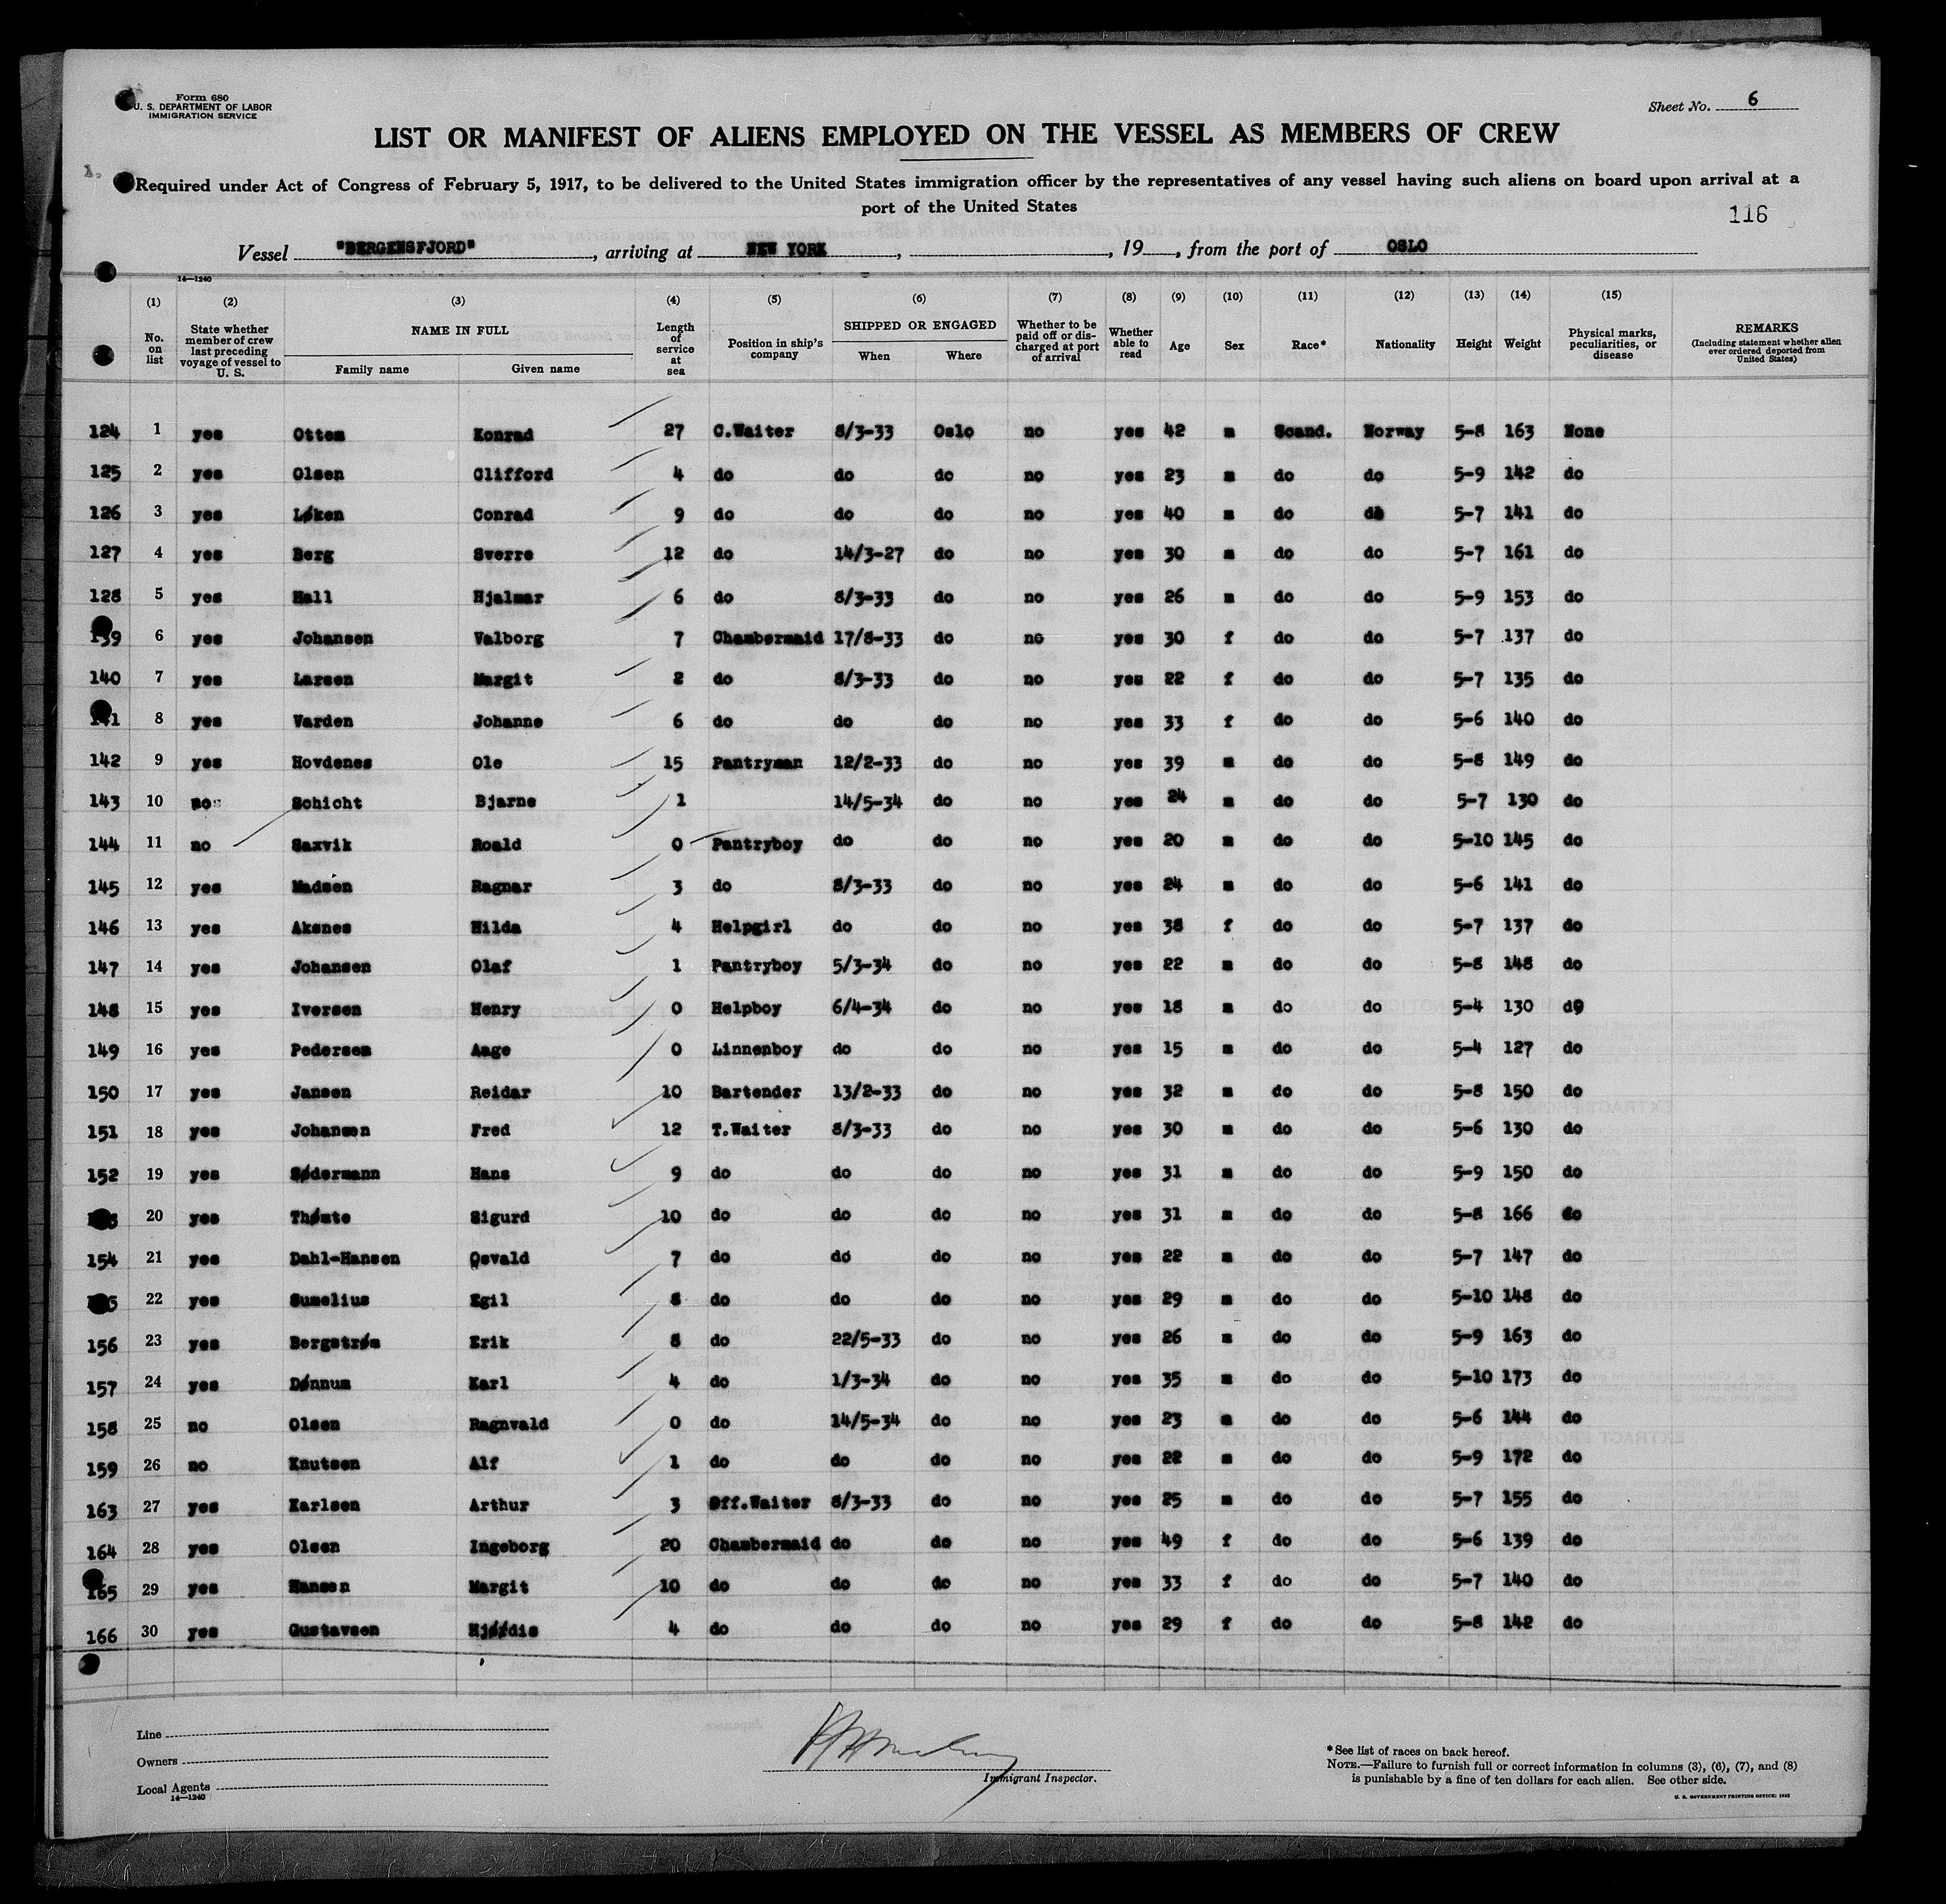 Form 680
U. S. DEPARTMENT OF LABOR
IMMIGRATION SERVICE
Sheet No. 6
LIST OR MANIFEST OF ALIENS EMPLOYED ON THE VESSEL AS MEMBERS OF CREW
Required under Act of Congress of February 5, 1917, to be delivered to the United States immigration officer by the representatives of any vessel having such aliens on board upon arrival at a
port of the United States
116
Vessel "BERGENSFJORD", arriving at NEW YORK, , 19 , from the port of OSLO
14—1240
(1) (2) (3) (4) (5) (6) (7) (8) (9) (10) (11) (12) (13) (14) (15)
No. on list State whether member of crew last preceding voyage of vessel to U. S. NAME IN FULL Family name Given name Length of service at sea Position in ship's company SHIPPED OR ENGAGED When Where Whether to be paid off or discharged at port of arrival Whether able to read Age Sex Race* Nationality Height Weight Physical marks, peculiarities, or disease REMARKS (Including statement whether alien ever ordered deported from United States)
124 1 yes Ottem Konrad 27 C.Waiter 8/3-33 Oslo no yes 42 m Scand. Norway 5-8 163 None
125 2 yes Olsen Clifford 4 do do do no yes 23 m do do 5-9 142 do
126 3 yes Løken Conrad 9 do do do no yes 40 m do do 5-7 141 do
127 4 yes Berg Sverre 12 do 14/3-27 do no yes 30 m do do 5-7 161 do
128 5 yes Hall Hjalmar 6 do 8/3-33 do no yes 26 m do do 5-9 153 do
139 6 yes Johansen Valborg 7 Chambermaid 17/8-33 do no yes 30 f do do 5-7 137 do
140 7 yes Larsen Margit 2 do 8/3-33 do no yes 22 f do do 5-7 135 do
141 8 yes Varden Johanne 6 do do do no yes 33 f do do 5-6 140 do
142 9 yes Hovdenes Ole 15 Pantryman 12/2-33 do no yes 39 m do do 5-8 149 do
143 10 no Schicht Bjarne 1 14/5-34 do no yes 24 m do do 5-7 130 do
144 11 no Saxvik Roald 0 Pantryboy do do no yes 20 m do do 5-10 145 do
145 12 yes Madsen Ragnar 3 do 8/3-33 do no yes 24 m do do 5-6 141 do
146 13 yes Aksnes Hilda 4 Helpgirl do do no yes 38 f do do 5-7 137 do
147 14 yes Johansen Olaf 1 Pantryboy 5/3-34 do no yes 22 m do do 5-8 148 do
148 15 yes Iversen Henry 0 Helpboy 6/4-34 do no yes 18 m do do 5-4 130 d9
149 16 yes Pedersen Aage 0 Linnenboy do do no yes 15 m do do 5-4 127 do
150 17 yes Jansen Reidar 10 Bartender 13/2-33 do no yes 32 m do do 5-8 150 do
151 18 yes Johansen Fred 12 T.Waiter 8/3-33 do no yes 30 m do do 5-6 130 do
152 19 yes Södermann Hans 9 do do do no yes 31 m do do 5-9 150 do
20 yes Thømte Sigurd 10 do do do no yes 31 m do do 5-8 166 do
154 21 yes Dahl-Hansen Osvald 7 do do do no yes 22 m do do 5-7 147 do
22 yes Sumelius Egil 8 do do do no yes 29 m do do 5-10 148 do
156 23 yes Bergstrøm Erik 8 do 22/5-33 do no yes 26 m do do 5-9 163 do
157 24 yes Dønnum Karl 4 do 1/3-34 do no yes 35 m do do 5-10 173 do
158 25 no Olsen Ragnvald 0 do 14/5-34 do no yes 23 m do do 5-6 144 do
159 26 no Knutsen Alf 1 do do do no yes 22 m do do 5-9 172 do
163 27 yes Karlsen Arthur 3 Off.Waiter 8/3-33 do no yes 25 m do do 5-7 155 do
164 28 yes Olsen Ingeborg 20 Chambermaid do do no yes 49 f do do 5-6 139 do
165 29 yes Hansen Margit 10 do do do no yes 33 f do do 5-7 140 do
166 30 yes Gustavsen Hjørdis 4 do do do no yes 29 f do do 5-8 142 do
Line
Owners
Local Agents
14—1240
Immigrant Inspector.
*See list of races on back hereof.
NOTE.—Failure to furnish full or correct information in columns (3), (6), (7), and (8)
is punishable by a fine of ten dollars for each alien. See other side.
U. S. GOVERNMENT PRINTING OFFICE: 1932